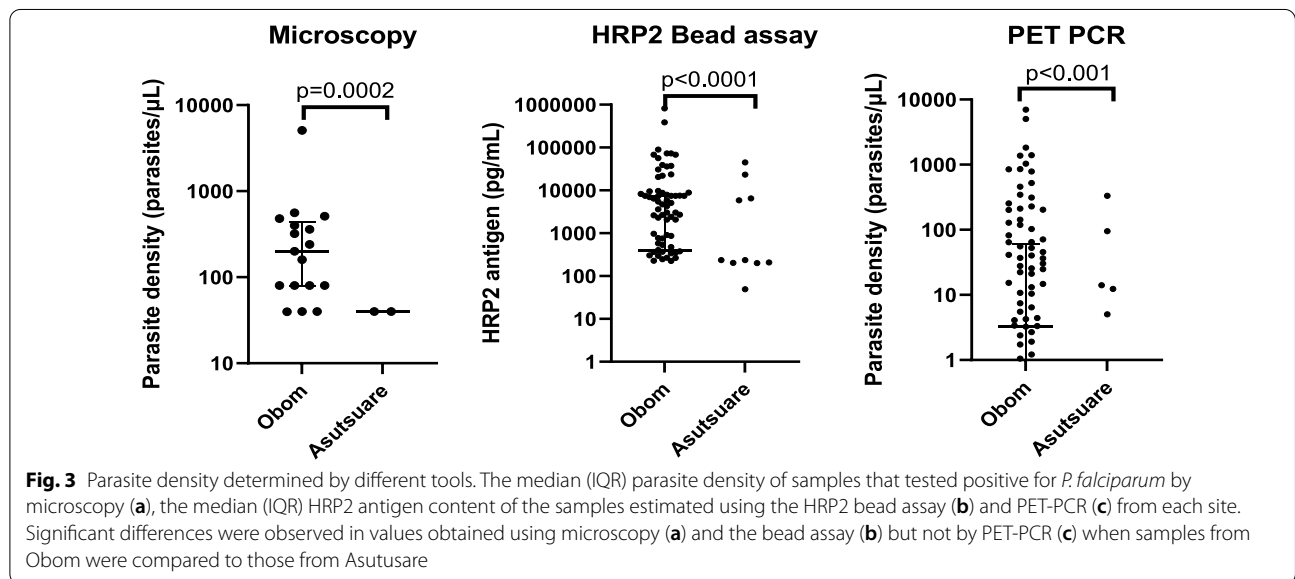 Microscopy
HRP2 Bead assay
PET PCR
p=0.0002
p<0.0001
p<0.001
Parasite density (parasites/µL)
10000
1000
100
10
Obom
Asutsuare
HRP2 antigen (pg/mL)
1000000
100000
10000
1000
100
10
1
Obom
Asutsuare
Parasite density (parasites/µL)
10000
1000
100
10
1
Obom
Asutsuare
Fig. 3 Parasite density determined by different tools. The median (IQR) parasite density of samples that tested positive for P. falciparum by
microscopy (a), the median (IQR) HRP2 antigen content of the samples estimated using the HRP2 bead assay (b) and PET-PCR (c) from each site.
Significant differences were observed in values obtained using microscopy (a) and the bead assay (b) but not by PET-PCR (c) when samples from
Obom were compared to those from Asutusare